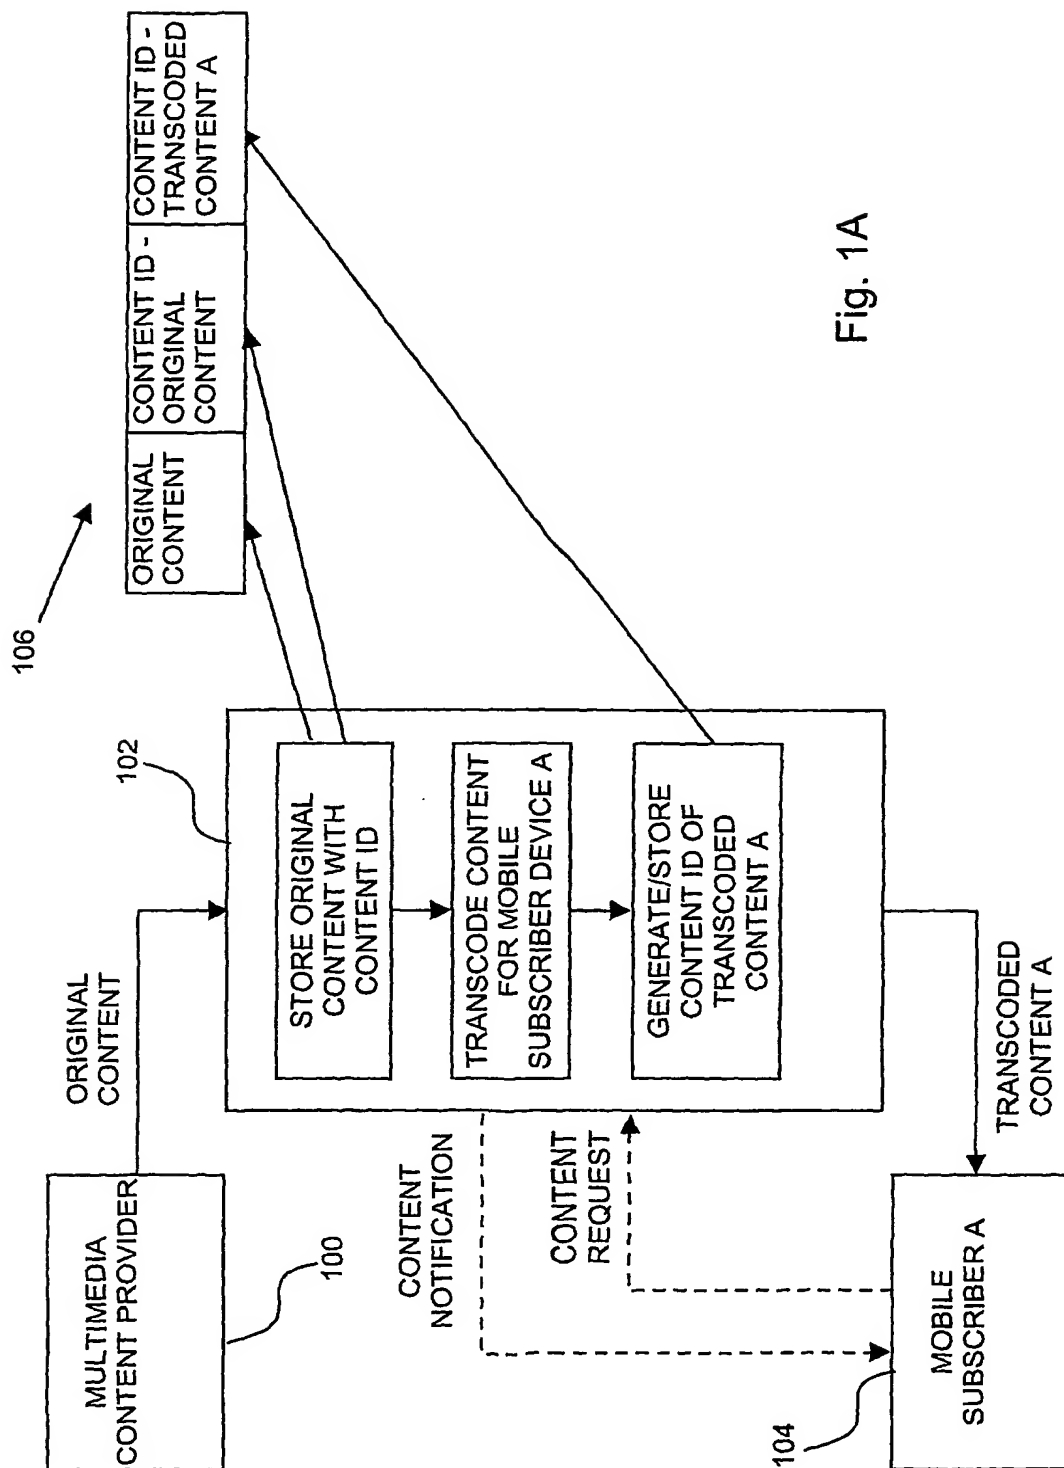 MULTIMEDIA
CONTENT PROVIDER
100
ORIGINAL
CONTENT
102
STORE ORIGINAL
CONTENT WITH
CONTENT ID
TRANSCODE CONTENT
FOR MOBILE
SUBSCRIBER DEVICE A
GENERATE/STORE
CONTENT ID OF
TRANSCODED
CONTENT A
CONTENT
NOTIFICATION
CONTENT
REQUEST
104
MOBILE
SUBSCRIBER A
TRANSCODED
CONTENT A
106
ORIGINAL
CONTENT
CONTENT ID -
ORIGINAL
CONTENT
CONTENT ID -
TRANSCODED
CONTENT A
Fig. 1A